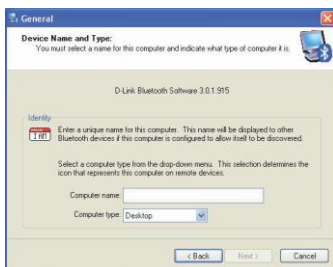 General
Device Name and Type:
You must select a name for this computer and indicate what type of computer it is.
D-Link Bluetooth Software 3.0.1.915
Identity
I AM
Enter a unique name for this computer. This name will be displayed to other
Bluetooth devices if this computer is configured to allow itself to be discovered.
Select a computer type from the drop-down menu. This selection determines the
icon that represents this computer on remote devices.
Computer name:
Computer type: Desktop
< Back Next > Cancel